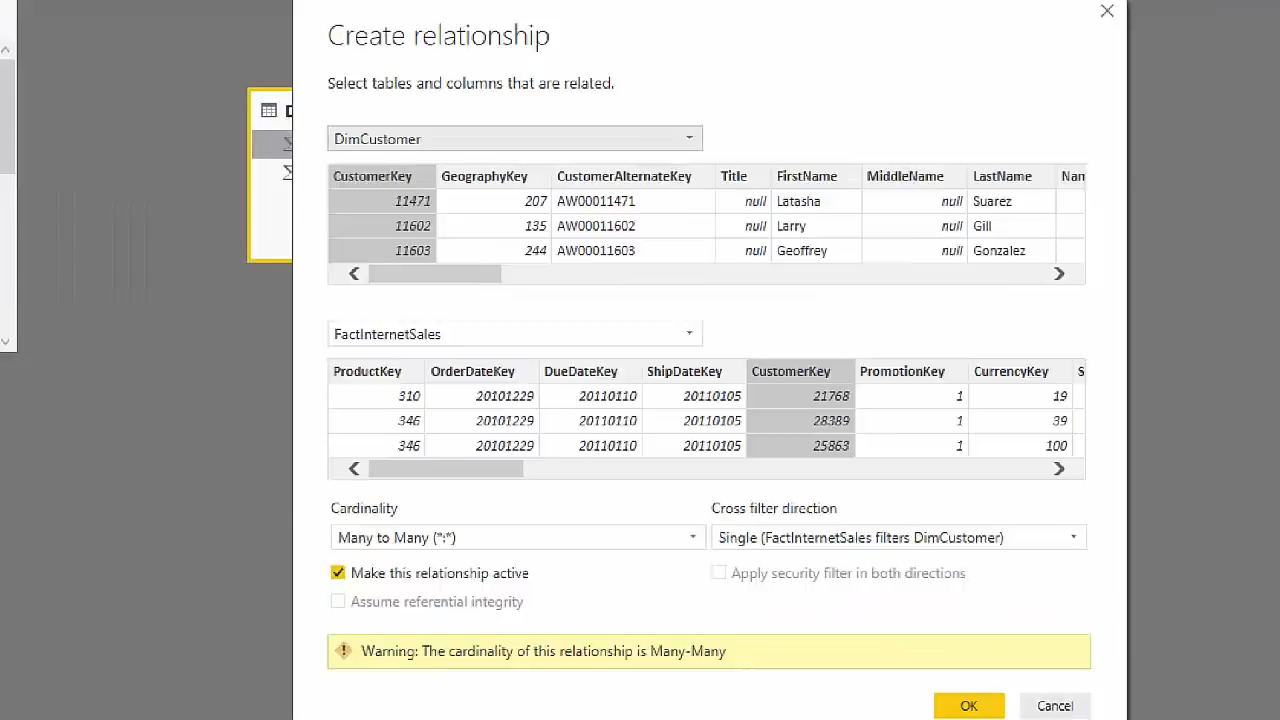 Create relationship
Select tables and columns that are related.
D
DimCustomer
CustomerKey GeographyKey CustomerAlternateKey Title FirstName MiddleName LastName Nan
11471 207 AW00011471 null Latasha null Suarez
11602 135 AW00011602 null Larry null Gill
11603 244 AW00011603 null Geoffrey null Gonzalez
FactInternetSales
ProductKey OrderDateKey DueDateKey ShipDateKey CustomerKey PromotionKey CurrencyKey S
310 20101229 20110110 20110105 21768 1 19
346 20101229 20110110 20110105 28389 1 39
346 20101229 20110110 20110105 25863 1 100
Cardinality Cross filter direction
Many to Many (*:*) Single (FactInternetSales filters DimCustomer)
Make this relationship active Apply security filter in both directions
Assume referential integrity
Warning: The cardinality of this relationship is Many-Many
OK Cancel